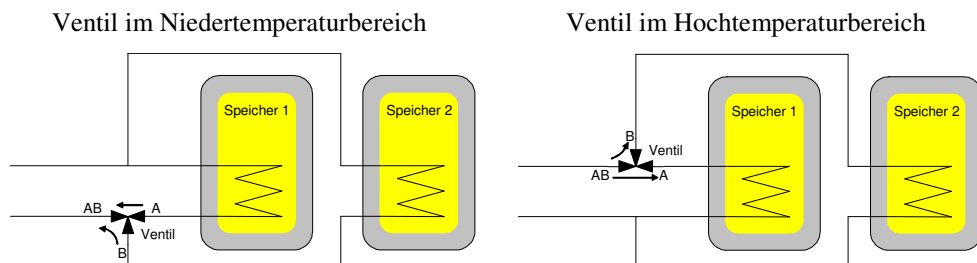 Ventil im Niedertemperaturbereich
Speicher 1
Speicher 2
AB
A
Ventil
B
Ventil im Hochtemperaturbereich
Speicher 1
Speicher 2
B
Ventil
AB
A